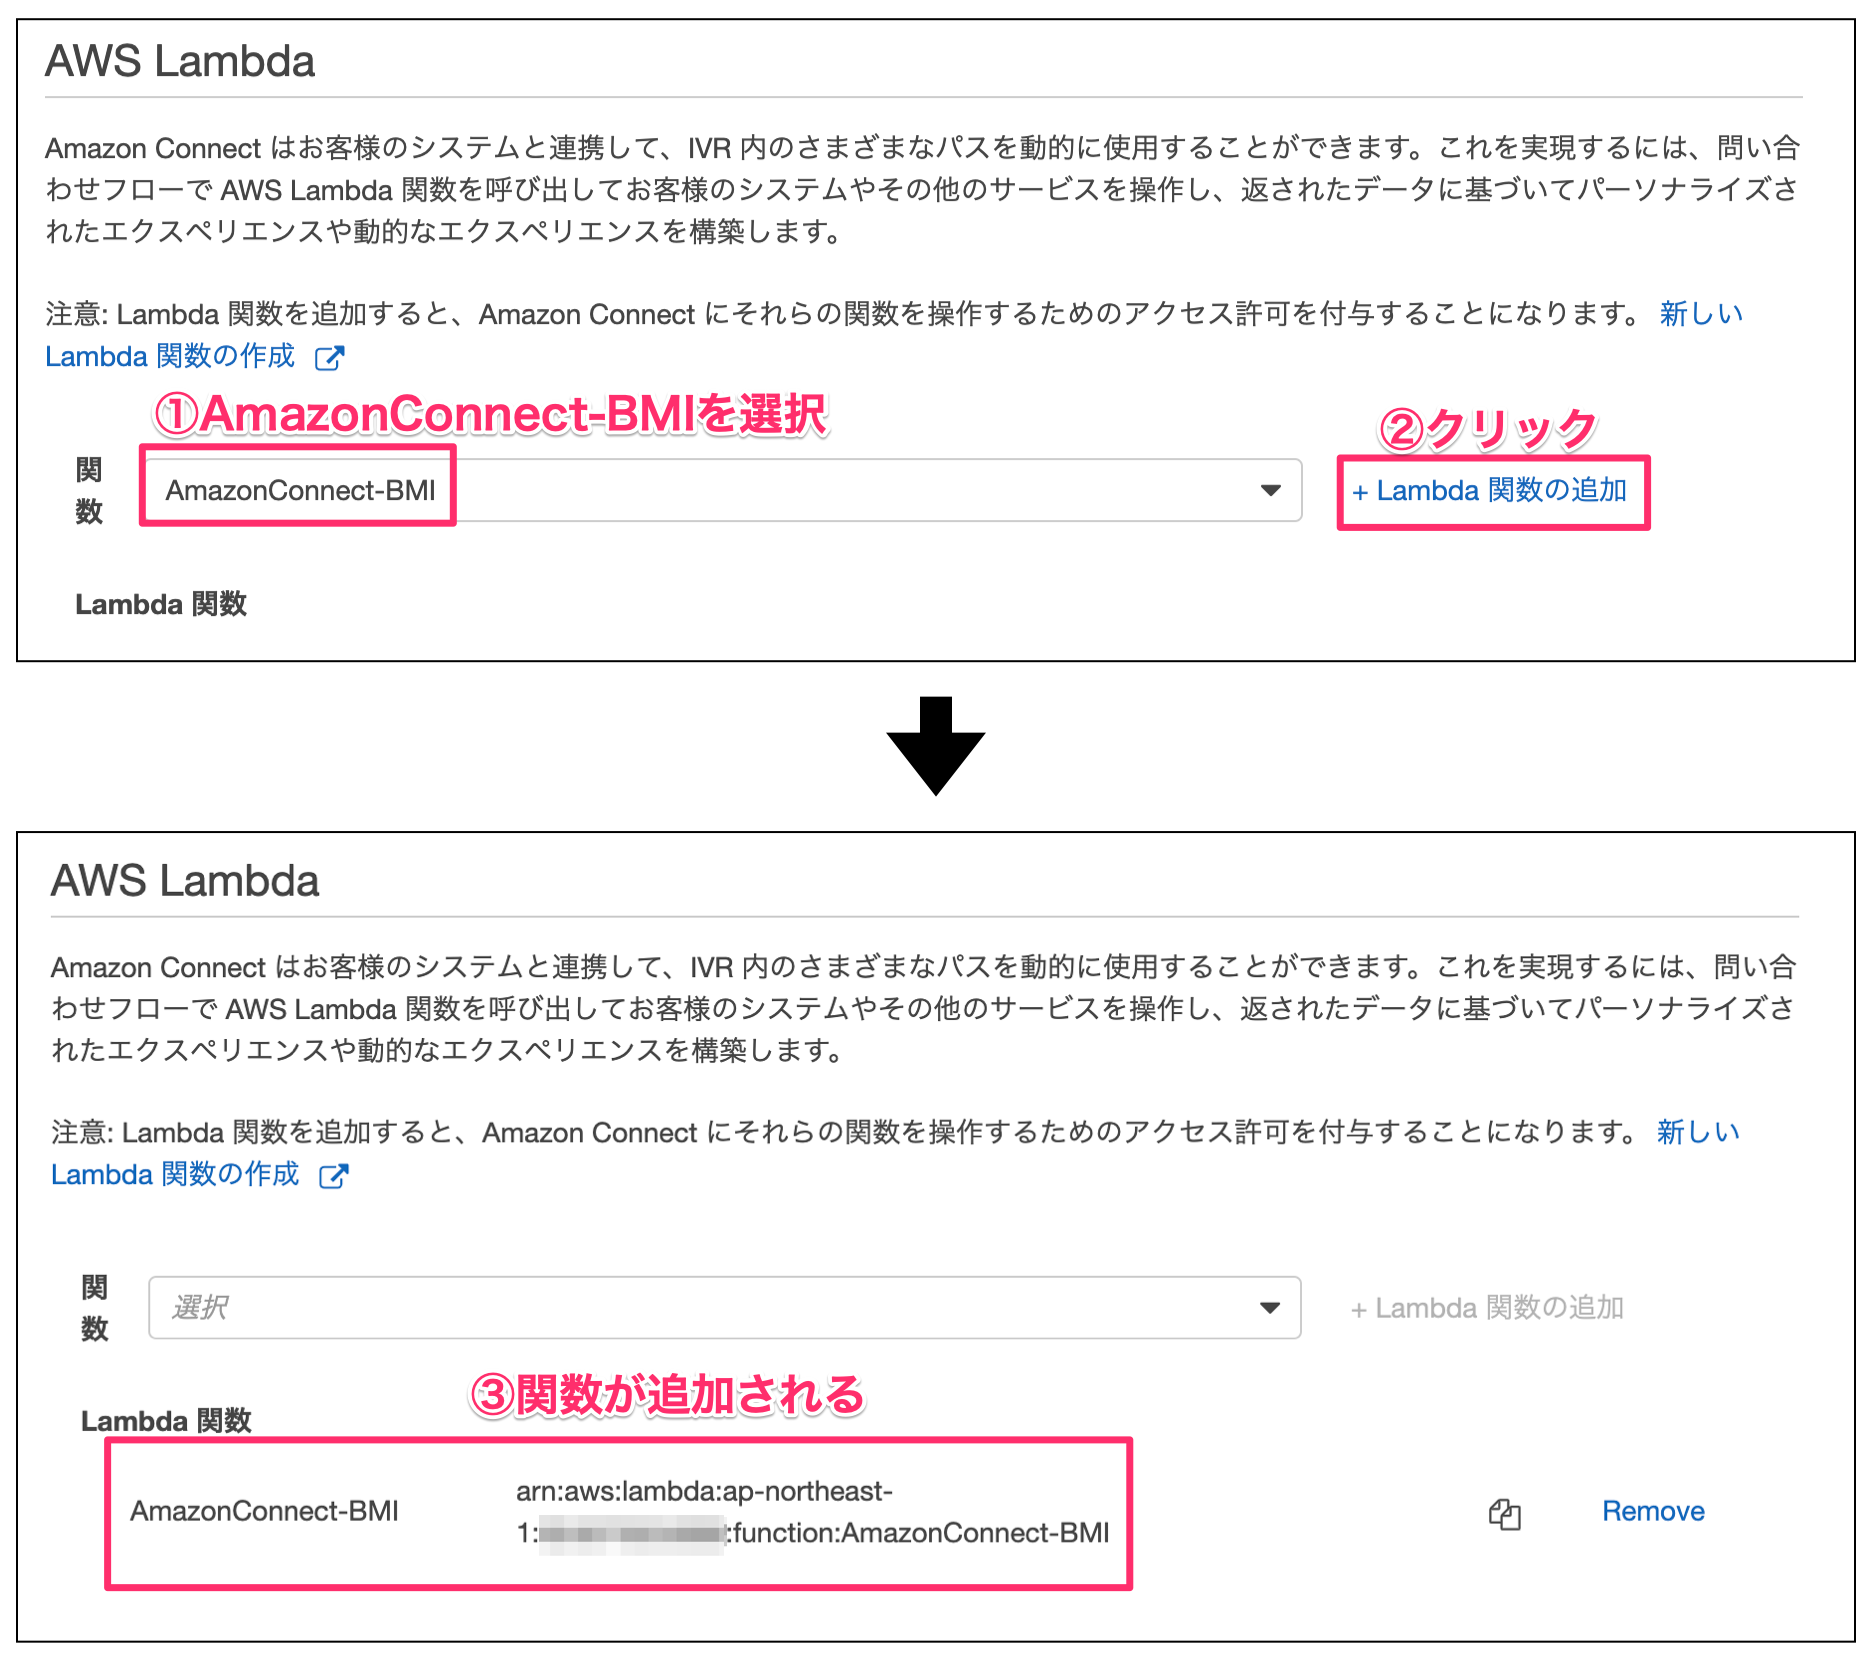 AWS Lambda
Amazon Connect はお客様のシステムと連携して、IVR 内のさまざまなパスを動的に使用することができます。これを実現するには、問い合
わせフローで AWS Lambda 関数を呼び出してお客様のシステムやその他のサービスを操作し、返されたデータに基づいてパーソナライズさ
れたエクスペリエンスや動的なエクスペリエンスを構築します。
注意: Lambda 関数を追加すると、Amazon Connect にそれらの関数を操作するためのアクセス許可を付与することになります。 新しい
Lambda 関数の作成
①AmazonConnect-BMIを選択
②クリック
関
数
AmazonConnect-BMI
+ Lambda 関数の追加
Lambda 関数
AWS Lambda
Amazon Connect はお客様のシステムと連携して、IVR 内のさまざまなパスを動的に使用することができます。これを実現するには、問い合
わせフローで AWS Lambda 関数を呼び出してお客様のシステムやその他のサービスを操作し、返されたデータに基づいてパーソナライズさ
れたエクスペリエンスや動的なエクスペリエンスを構築します。
注意: Lambda 関数を追加すると、Amazon Connect にそれらの関数を操作するためのアクセス許可を付与することになります。 新しい
Lambda 関数の作成
関
数
選択
+ Lambda 関数の追加
③関数が追加される
Lambda 関数
AmazonConnect-BMI
arn:aws:lambda:ap-northeast-
1: :function:AmazonConnect-BMI
Remove